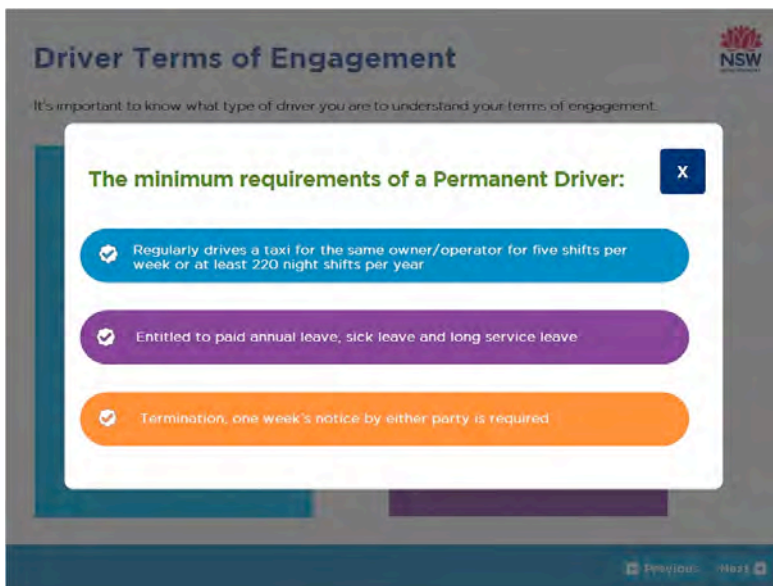 Driver Terms of Engagement
NSW
GOVERNMENT
It's important to know what type of driver you are to understand your terms of engagement.
The minimum requirements of a Permanent Driver:
X
Regularly drives a taxi for the same owner/operator for five shifts per
week or at least 220 night shifts per year
Entitled to paid annual leave, sick leave and long service leave
Termination, one week's notice by either party is required
Previous
Next